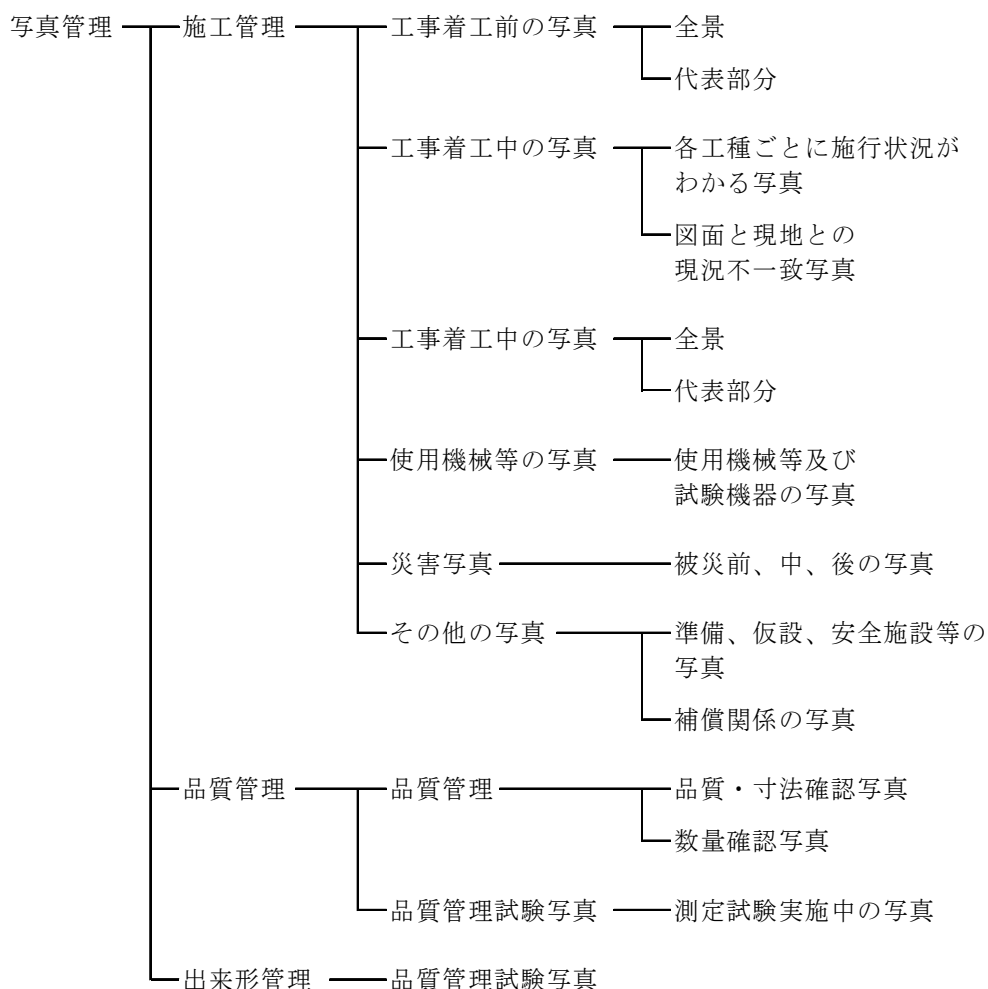 写真管理 施工管理 工事着工前の写真 全景
代表部分
工事着工中の写真 各工種ごとに施行状況が
わかる写真
図面と現地との
現況不一致写真
工事着工中の写真 全景
代表部分
使用機械等の写真 使用機械等及び
試験機器の写真
災害写真 被災前、中、後の写真
その他の写真 準備、仮設、安全施設等の
写真
補償関係の写真
品質管理 品質管理 品質・寸法確認写真
数量確認写真
品質管理試験写真 測定試験実施中の写真
出来形管理 品質管理試験写真